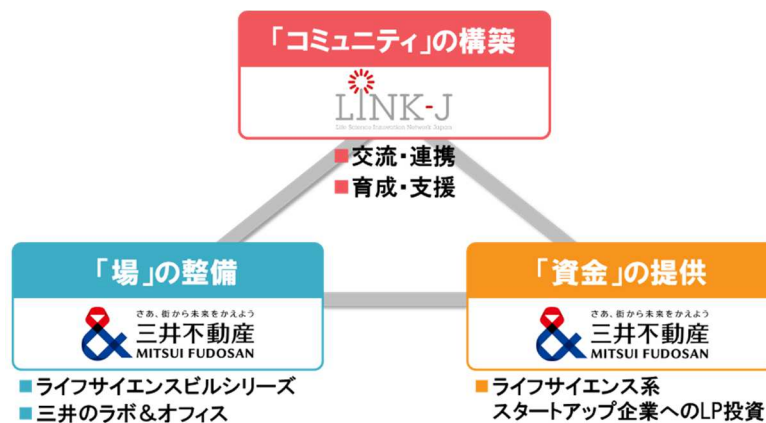 「コミュニティ」の構築
LINK-J
Life Science Innovation Network Japan
■交流・連携
■育成・支援
「場」の整備
さあ、街から未来をかえよう
三井不動産
MITSUI FUDOSAN
■ライフサイエンスビルシリーズ
■三井のラボ＆オフィス
「資金」の提供
さあ、街から未来をかえよう
三井不動産
MITSUI FUDOSAN
■ライフサイエンス系
スタートアップ企業へのLP投資